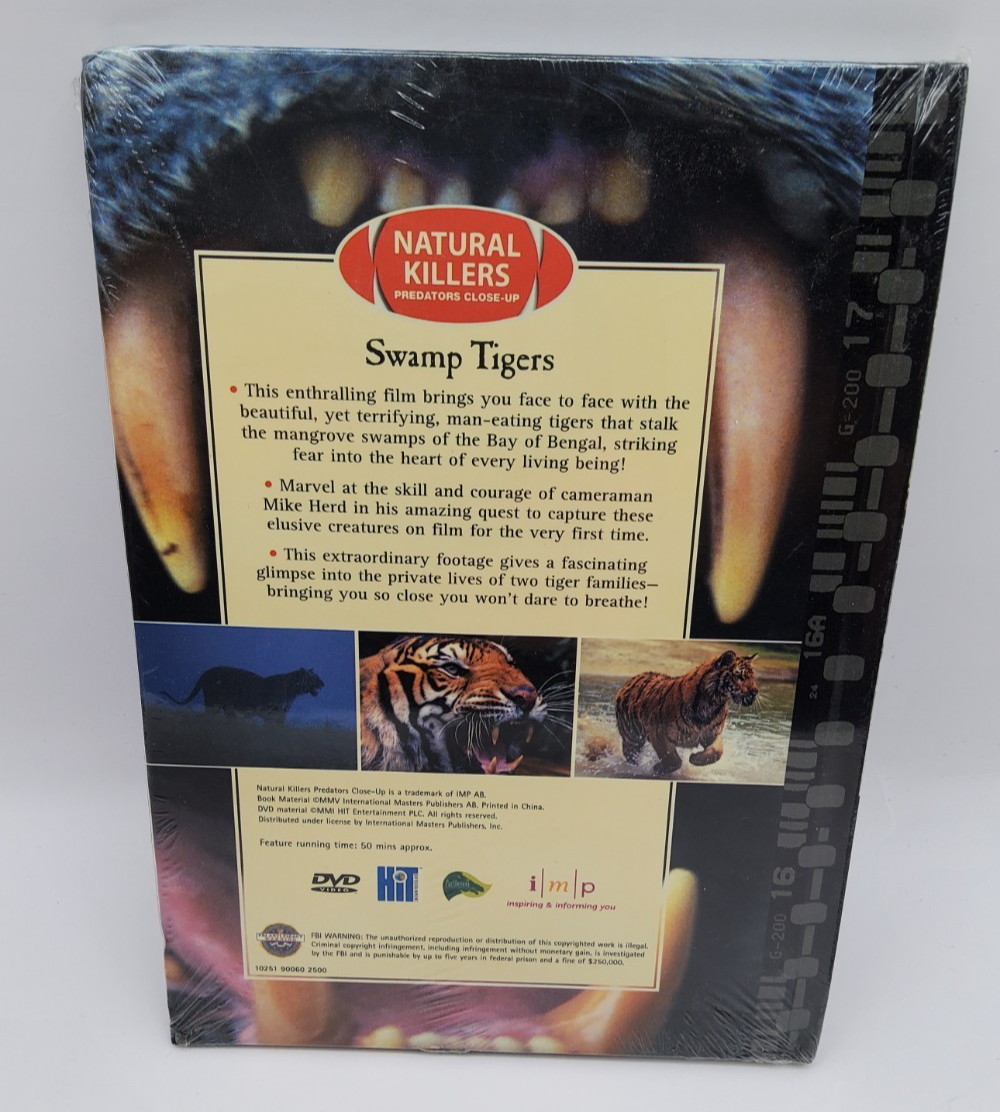 NATURAL
KILLERS
PREDATORS CLOSE-UP
Swamp Tigers
• This enthralling film brings you face to face with the
beautiful, yet terrifying, man-eating tigers that stalk
the mangrove swamps of the Bay of Bengal, striking
fear into the heart of every living being!
• Marvel at the skill and courage of cameraman
Mike Herd in his amazing quest to capture these
elusive creatures on film for the very first time.
• This extraordinary footage gives a fascinating
glimpse into the private lives of two tiger families—
bringing you so close you won't dare to breathe!
Natural Killers Predators Close-Up is a trademark of IMP AB.
Book Material ©MMV International Masters Publishers AB. Printed in China.
DVD material ©MMI HIT Entertainment PLC. All rights reserved.
Distributed under license by International Masters Publishers, Inc.
Feature running time: 50 mins approx.
DVD
VIDEO
HiT
i|m|p
inspiring & informing you
FBI WARNING: The unauthorized reproduction or distribution of this copyrighted work is illegal.
Criminal copyright infringement, including infringement without monetary gain, is investigated
by the FBI and is punishable by up to five years in federal prison and a fine of $250,000.
10251 90060 2500
G-200 17
24 16A
G-200 16